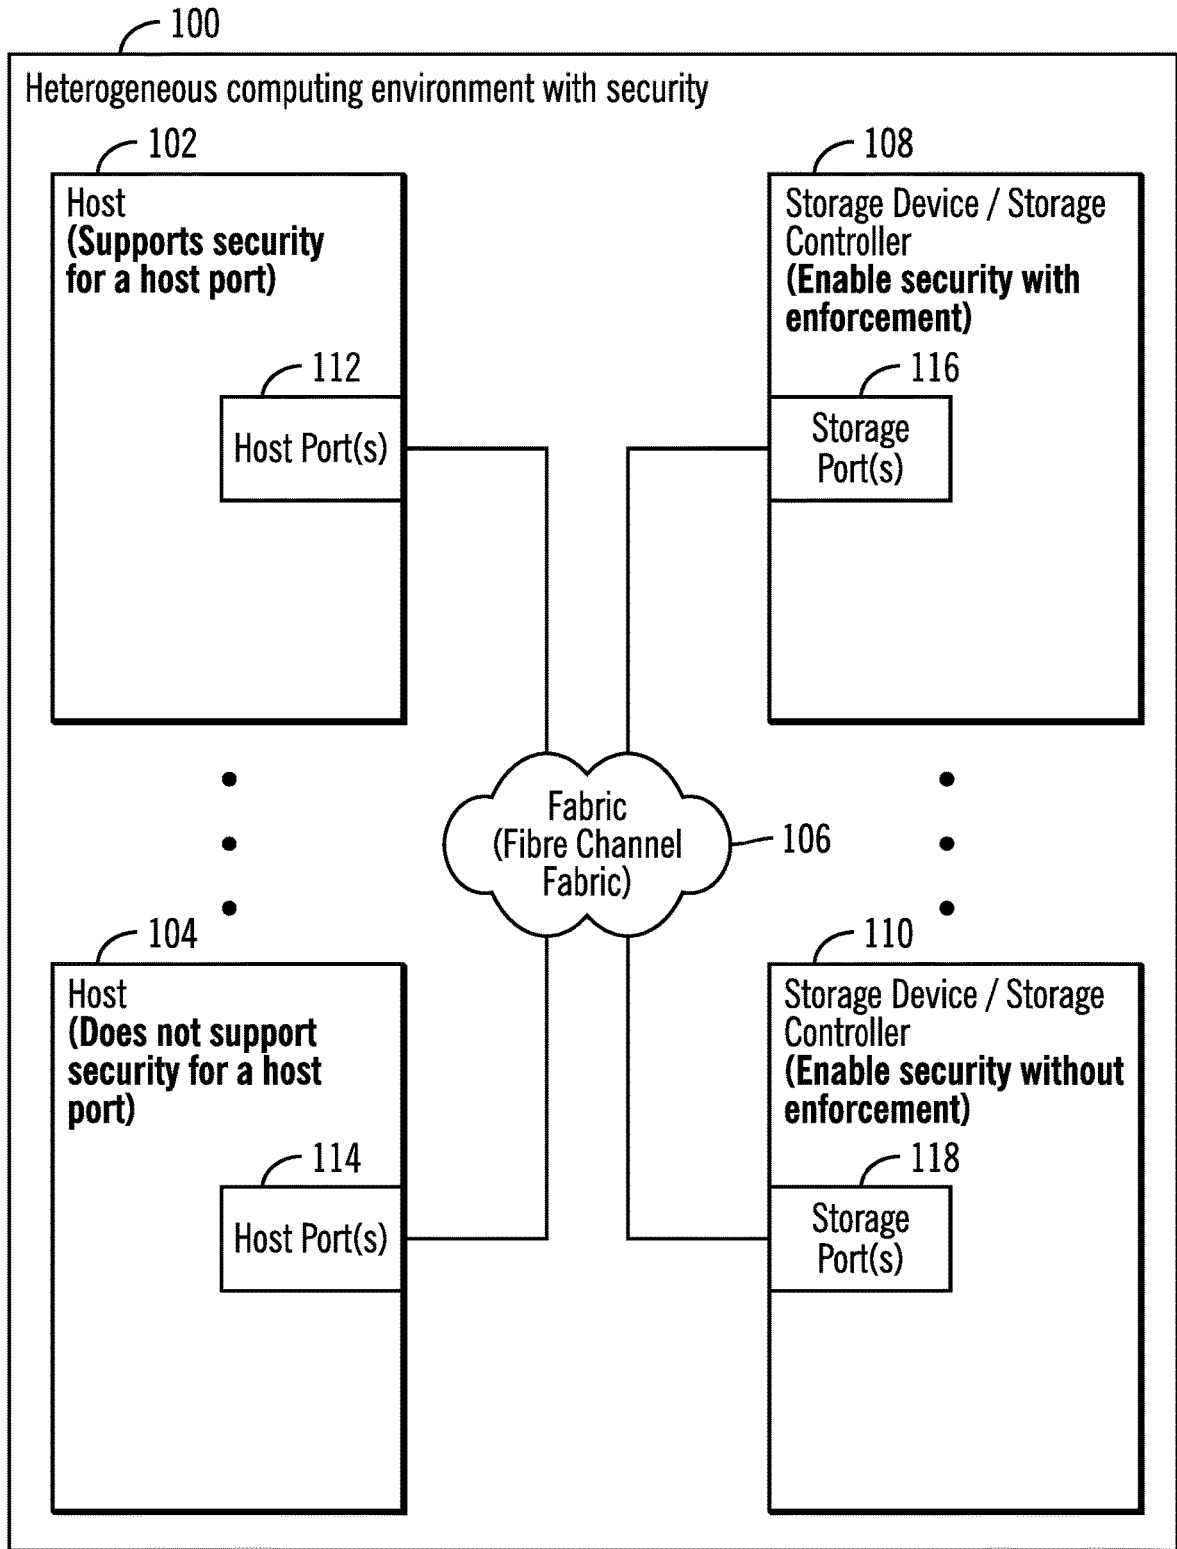 100
Heterogeneous computing environment with security
102
Host
(Supports security
for a host port)
112
Host Port(s)
108
Storage Device / Storage
Controller
(Enable security with
enforcement)
116
Storage
Port(s)
Fabric
(Fibre Channel
Fabric)
106
104
Host
(Does not support
security for a host
port)
114
Host Port(s)
110
Storage Device / Storage
Controller
(Enable security without
enforcement)
118
Storage
Port(s)